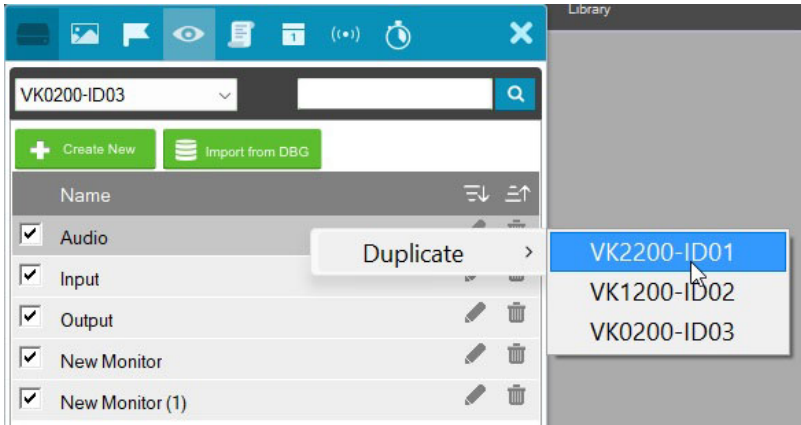 Library
1
VK0200-ID03
Create New
Import from DBG
Name
Audio
Duplicate
VK2200-ID01
Input
VK1200-ID02
Output
VK0200-ID03
New Monitor
New Monitor (1)